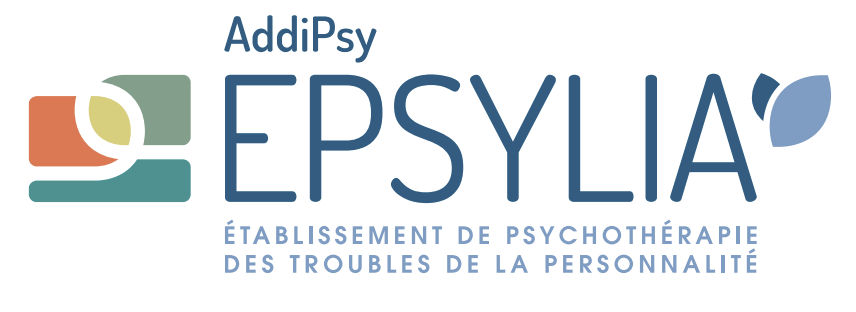 AddiPsy
EPSYLIA
ÉTABLISSEMENT DE PSYCHOTHÉRAPIE
DES TROUBLES DE LA PERSONNALITÉ